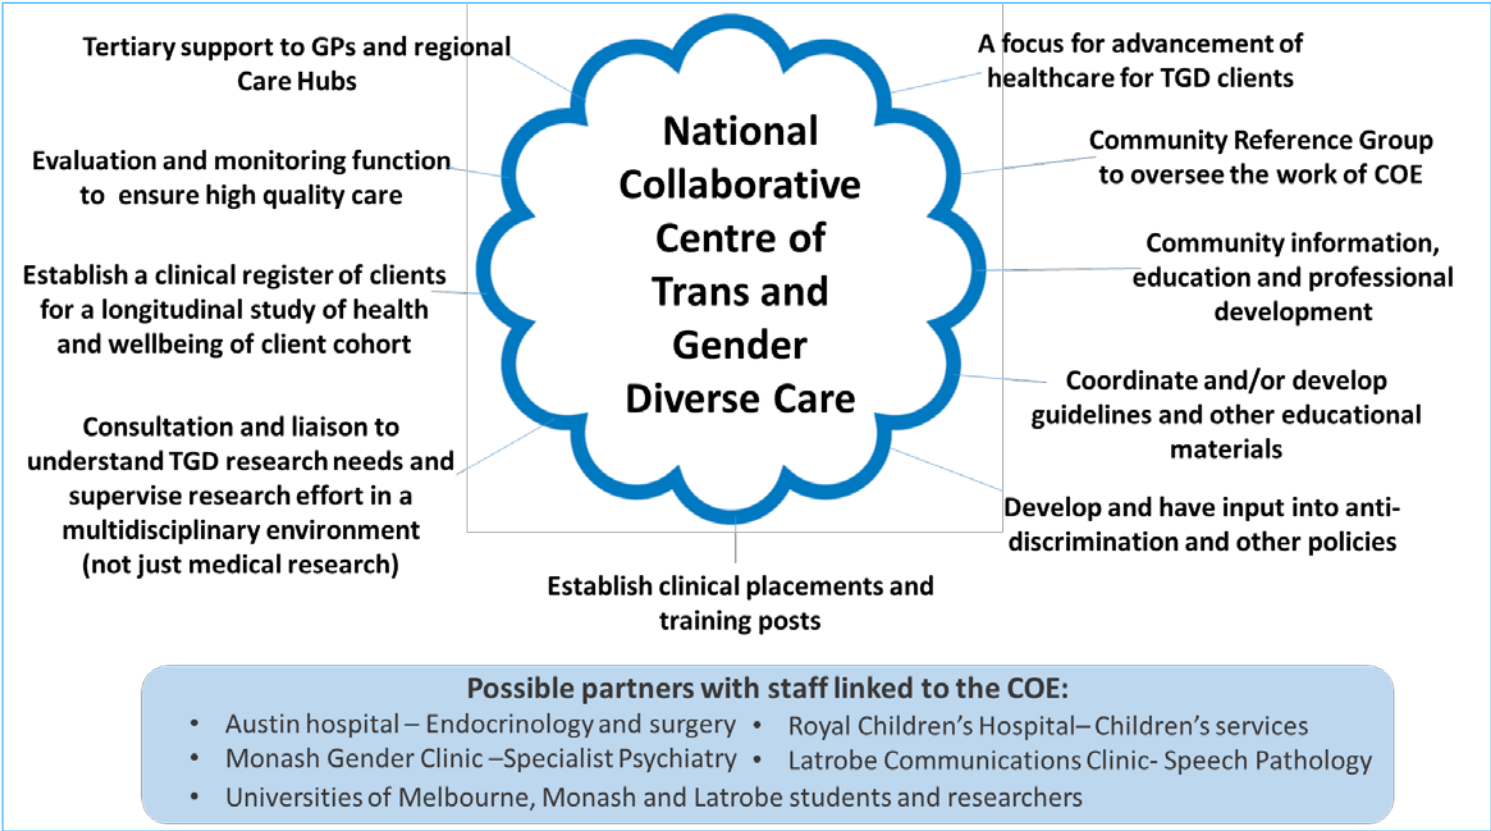 Tertiary support to GPs and regional
Care Hubs
Evaluation and monitoring function
to ensure high quality care
Establish a clinical register of clients
for a longitudinal study of health
and wellbeing of client cohort
Consultation and liaison to
understand TGD research needs and
supervise research effort in a
multidisciplinary environment
(not just medical research)
National
Collaborative
Centre of
Trans and
Gender
Diverse Care
A focus for advancement of
healthcare for TGD clients
Community Reference Group
to oversee the work of COE
Community information,
education and professional
development
Coordinate and/or develop
guidelines and other educational
materials
Develop and have input into anti-
discrimination and other policies
Establish clinical placements and
training posts
Possible partners with staff linked to the COE:
• Austin hospital – Endocrinology and surgery
• Royal Children’s Hospital– Children’s services
• Monash Gender Clinic –Specialist Psychiatry
• Latrobe Communications Clinic- Speech Pathology
• Universities of Melbourne, Monash and Latrobe students and researchers